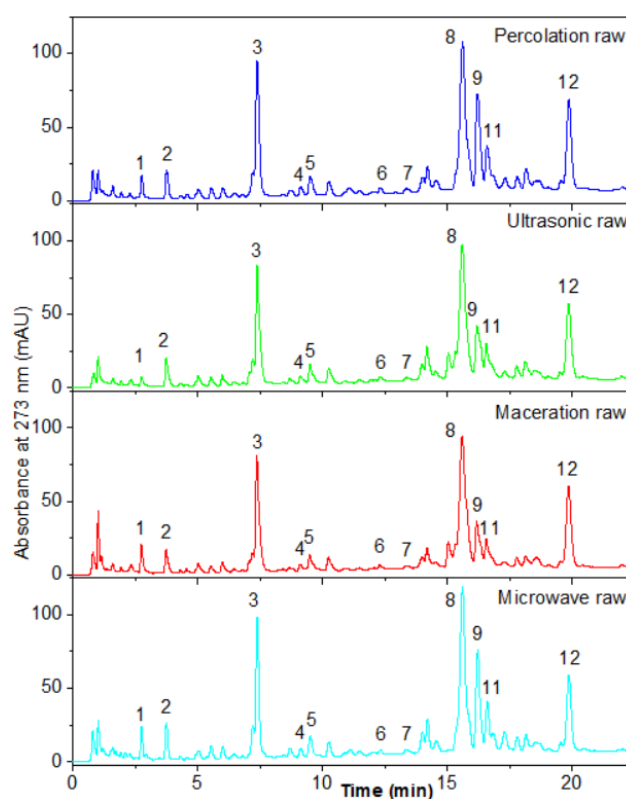 Percolation raw
100
50
0
1 2 3 4 5 6 7 8 9 11 12
Ultrasonic raw
100
50
0
1 2 3 4 5 6 7 8 9 11 12
Maceration raw
100
50
0
1 2 3 4 5 6 7 8 9 11 12
Microwave raw
100
50
0
1 2 3 4 5 6 7 8 9 11 12
Absorbance at 273 nm (mAU)
0 5 10 15 20
Time (min)